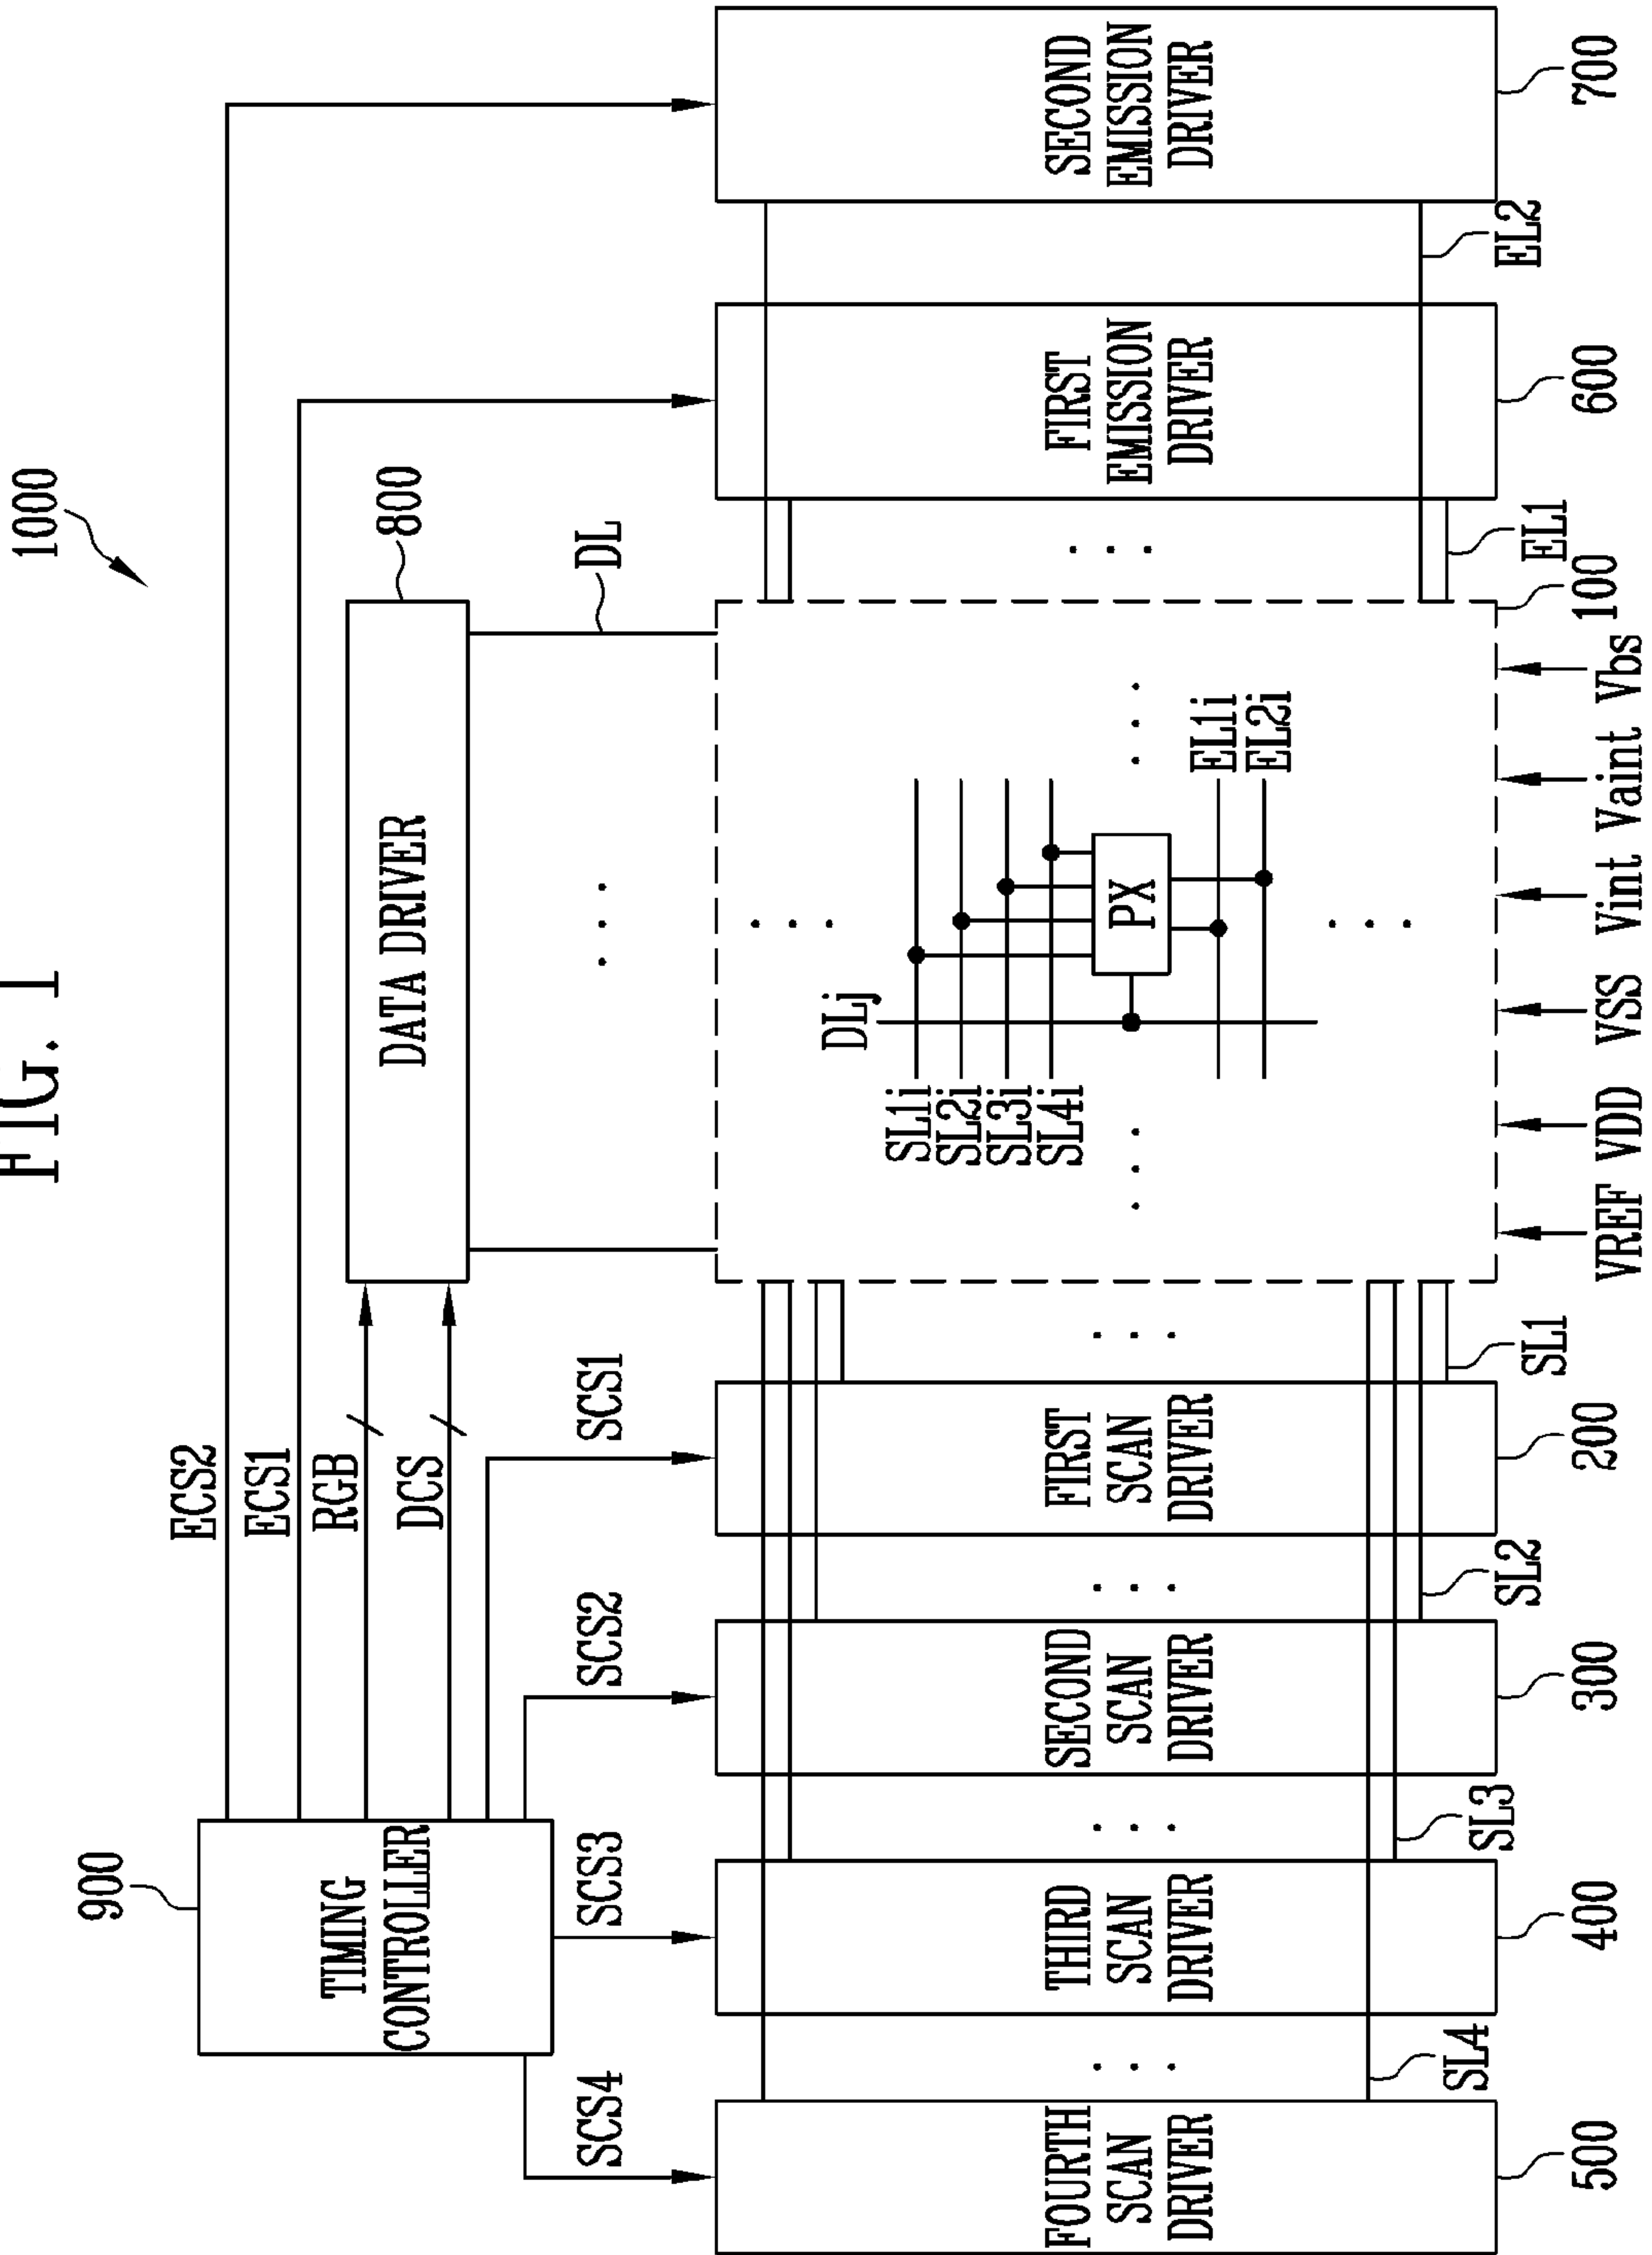 FIG. 1
1000
900
TIMING
CONTROLLER
ECS2
ECS1
RGB
DCS
800
DATA DRIVER
DL
SCS4
SCS3
SCS2
SCS1
FOURTH
SCAN
DRIVER
500
SL4
THIRD
SCAN
DRIVER
400
SL3
SECOND
SCAN
DRIVER
300
SL2
FIRST
SCAN
DRIVER
200
SL1
DLj
SL1i
SL2i
SL3i
SL4i
PX
EL1i
EL2i
100
EL1
FIRST
EMISSION
DRIVER
600
EL2
SECOND
EMISSION
DRIVER
700
VREF VDD VSS Vint Vaint Vbs